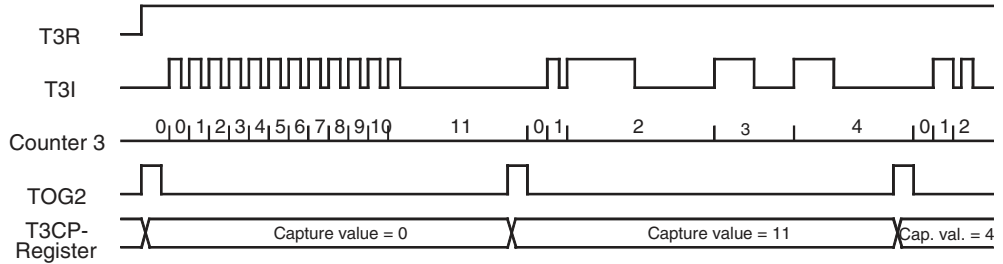 T3R
T3I
Counter 3
0 0 1 2 3 4 5 6 7 8 9 10 11 0 1 2 3 4 0 1 2
TOG2
T3CP-
Register
Capture value = 0 Capture value = 11 Cap. val. = 4